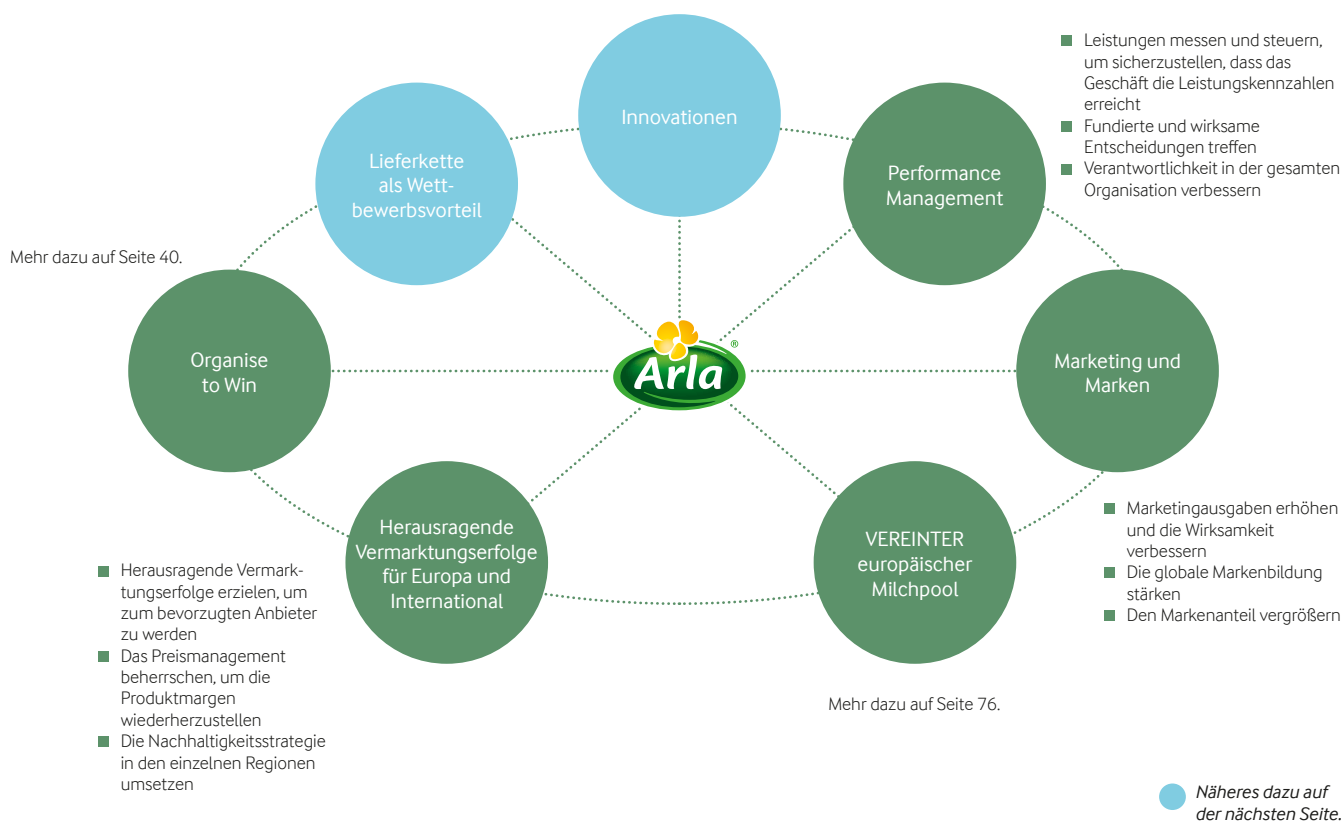 Innovationen
Lieferkette
als Wett-
bewerbsvorteil
Performance
Management
Leistungen messen und steuern,
um sicherzustellen, dass das
Geschäft die Leistungskennzahlen
erreicht
Fundierte und wirksame
Entscheidungen treffen
Verantwortlichkeit in der gesamten
Organisation verbessern
Mehr dazu auf Seite 40.
Organise
to Win
Arla
®
Marketing und
Marken
Herausragende
Vermarktungserfolge
für Europa und
International
VEREINTER
europäischer
Milchpool
Marketingausgaben erhöhen
und die Wirksamkeit
verbessern
Die globale Markenbildung
stärken
Den Markenanteil vergrößern
Herausragende Vermark-
tungserfolge erzielen, um
zum bevorzugten Anbieter
zu werden
Das Preismanagement
beherrschen, um die
Produktmargen
wiederherzustellen
Die Nachhaltigkeitsstrategie
in den einzelnen Regionen
umsetzen
Mehr dazu auf Seite 76.
Näheres dazu auf
der nächsten Seite.